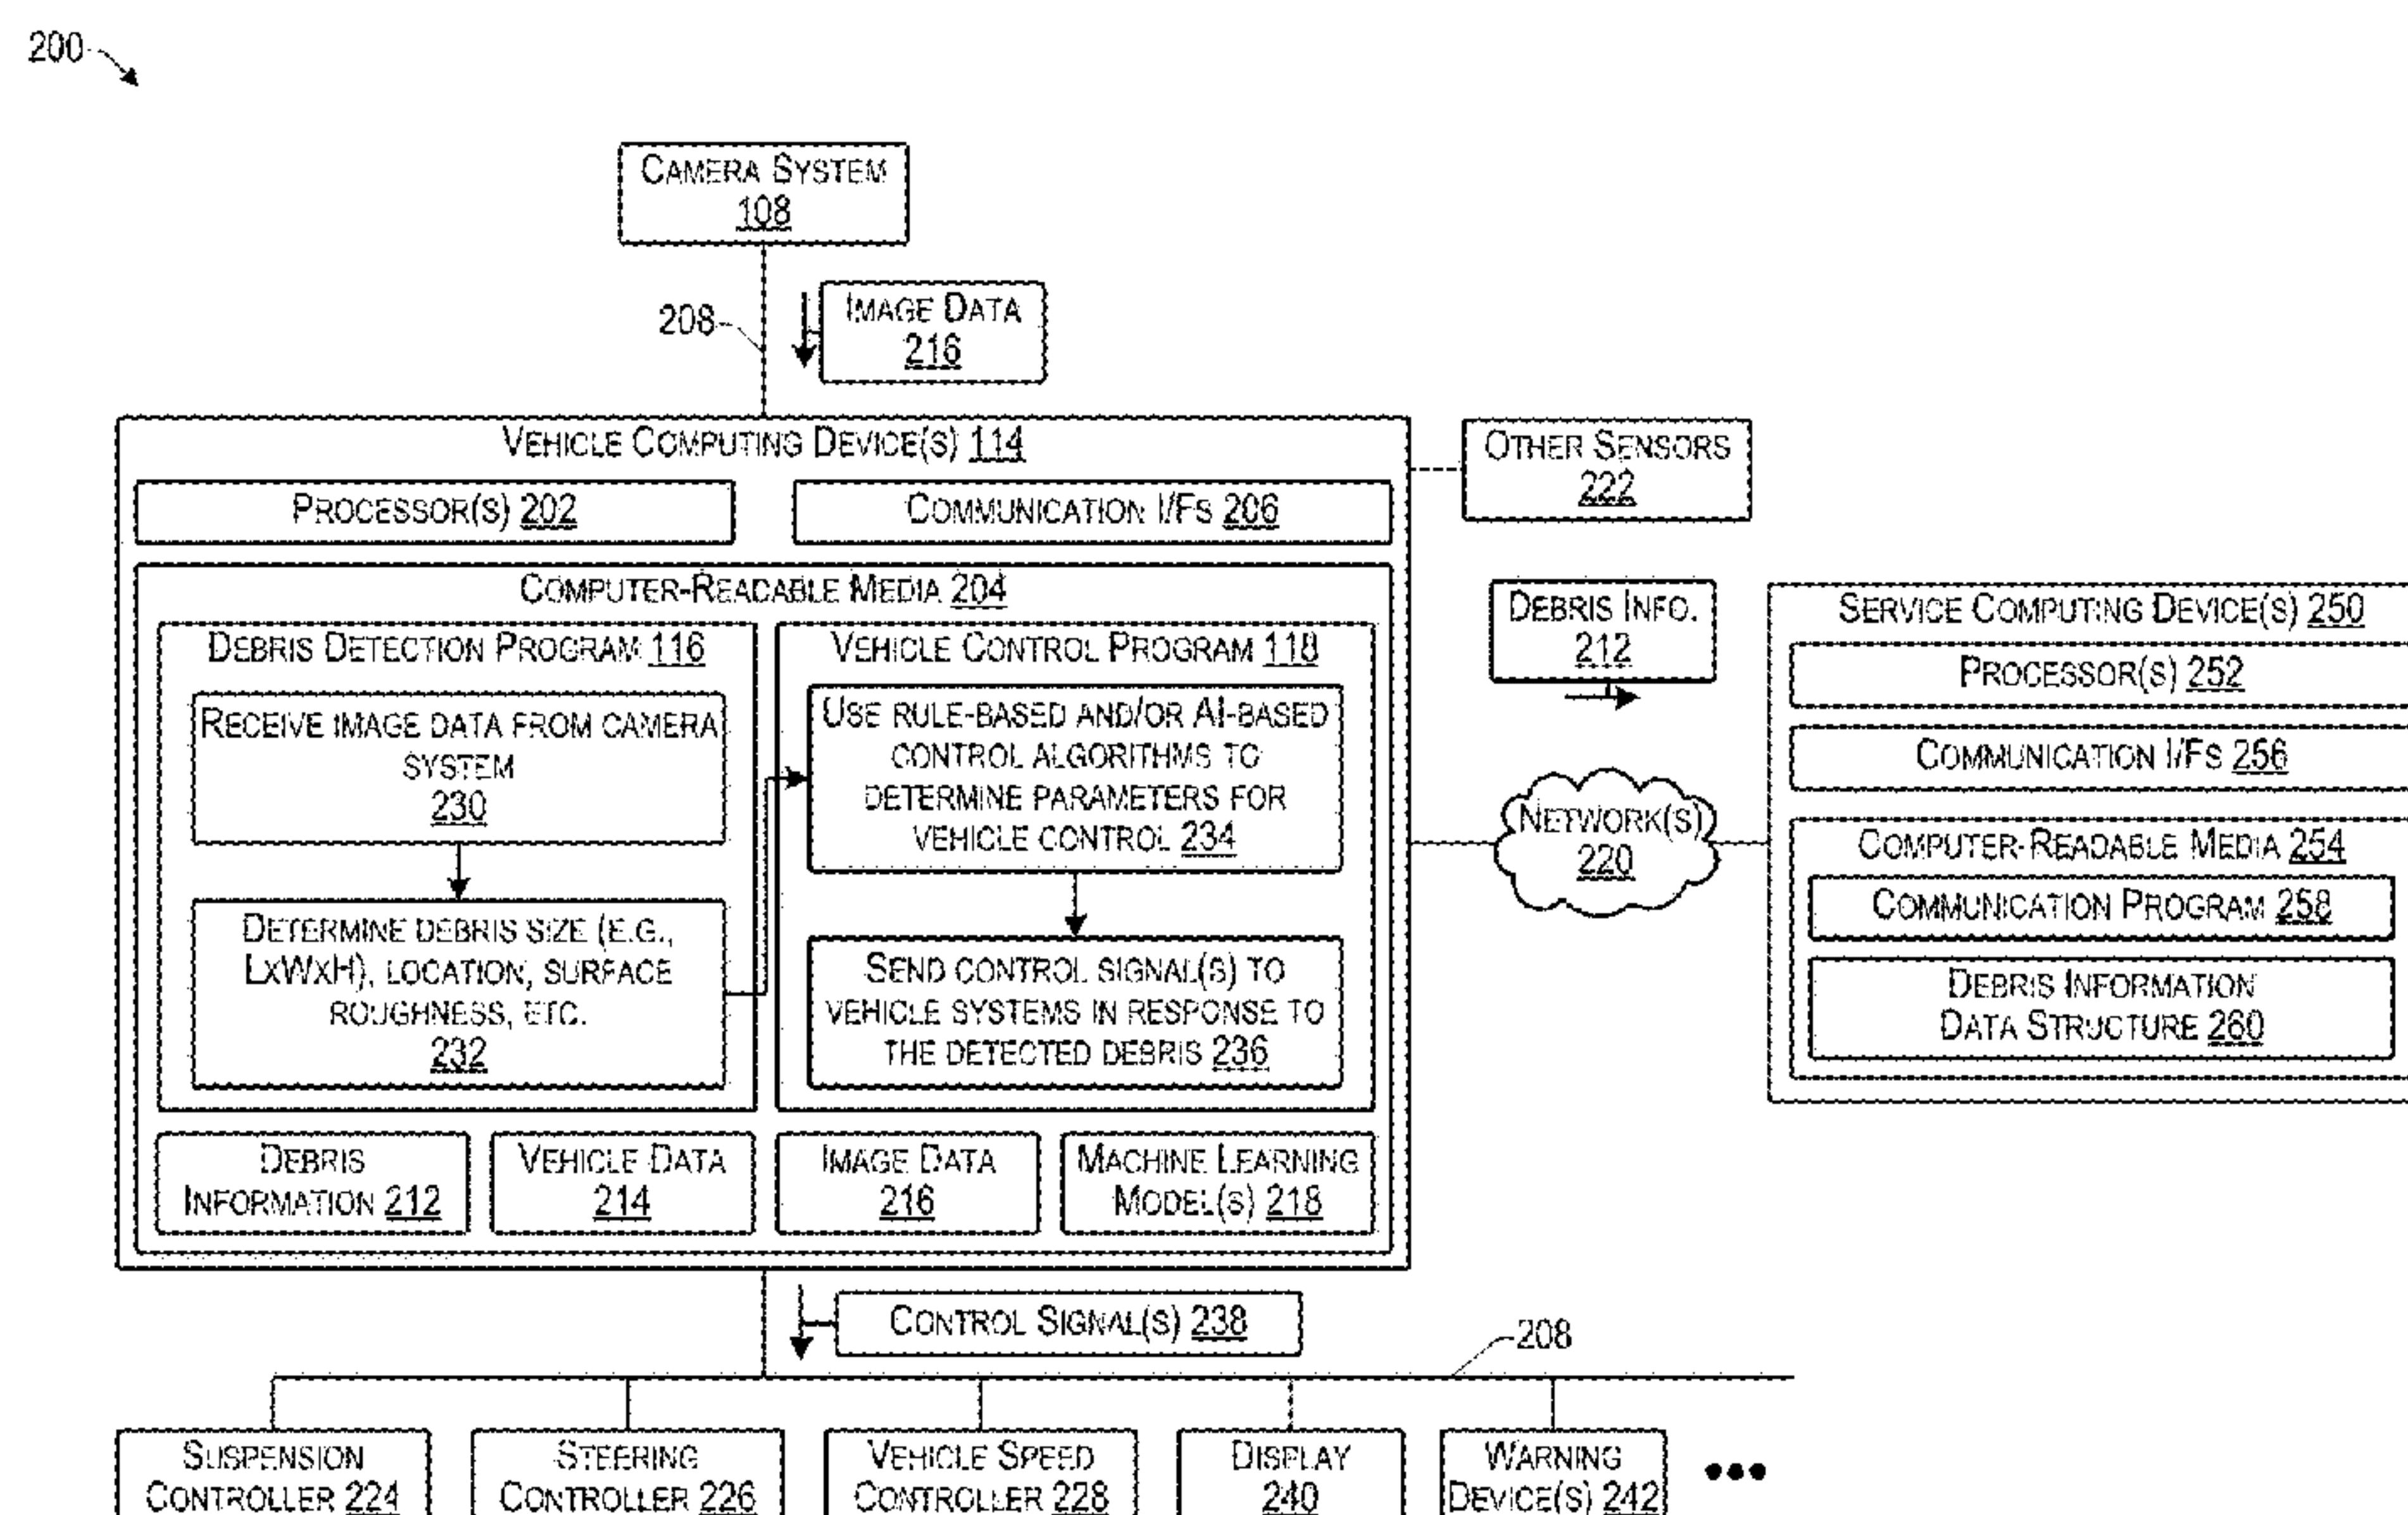 200
CAMERA SYSTEM
108
208
IMAGE DATA
216
VEHICLE COMPUTING DEVICE(S) 114
PROCESSOR(S) 202
COMMUNICATION I/FS 206
OTHER SENSORS
222
COMPUTER-READABLE MEDIA 204
DEBRIS DETECTION PROGRAM 116
RECEIVE IMAGE DATA FROM CAMERA
SYSTEM
230
DETERMINE DEBRIS SIZE (E.G.,
LXWXH), LOCATION, SURFACE
ROUGHNESS, ETC.
232
VEHICLE CONTROL PROGRAM 118
USE RULE-BASED AND/OR AI-BASED
CONTROL ALGORITHMS TO
DETERMINE PARAMETERS FOR
VEHICLE CONTROL 234
SEND CONTROL SIGNAL(S) TO
VEHICLE SYSTEMS IN RESPONSE TO
THE DETECTED DEBRIS 236
DEBRIS
INFORMATION 212
VEHICLE DATA
214
IMAGE DATA
216
MACHINE LEARNING
MODEL(S) 218
DEBRIS INFO.
212
NETWORK(S)
220
SERVICE COMPUTING DEVICE(S) 250
PROCESSOR(S) 252
COMMUNICATION I/FS 256
COMPUTER-READABLE MEDIA 254
COMMUNICATION PROGRAM 258
DEBRIS INFORMATION
DATA STRUCTURE 260
CONTROL SIGNAL(S) 238
208
SUSPENSION
CONTROLLER 224
STEERING
CONTROLLER 226
VEHICLE SPEED
CONTROLLER 228
DISPLAY
240
WARNING
DEVICE(S) 242